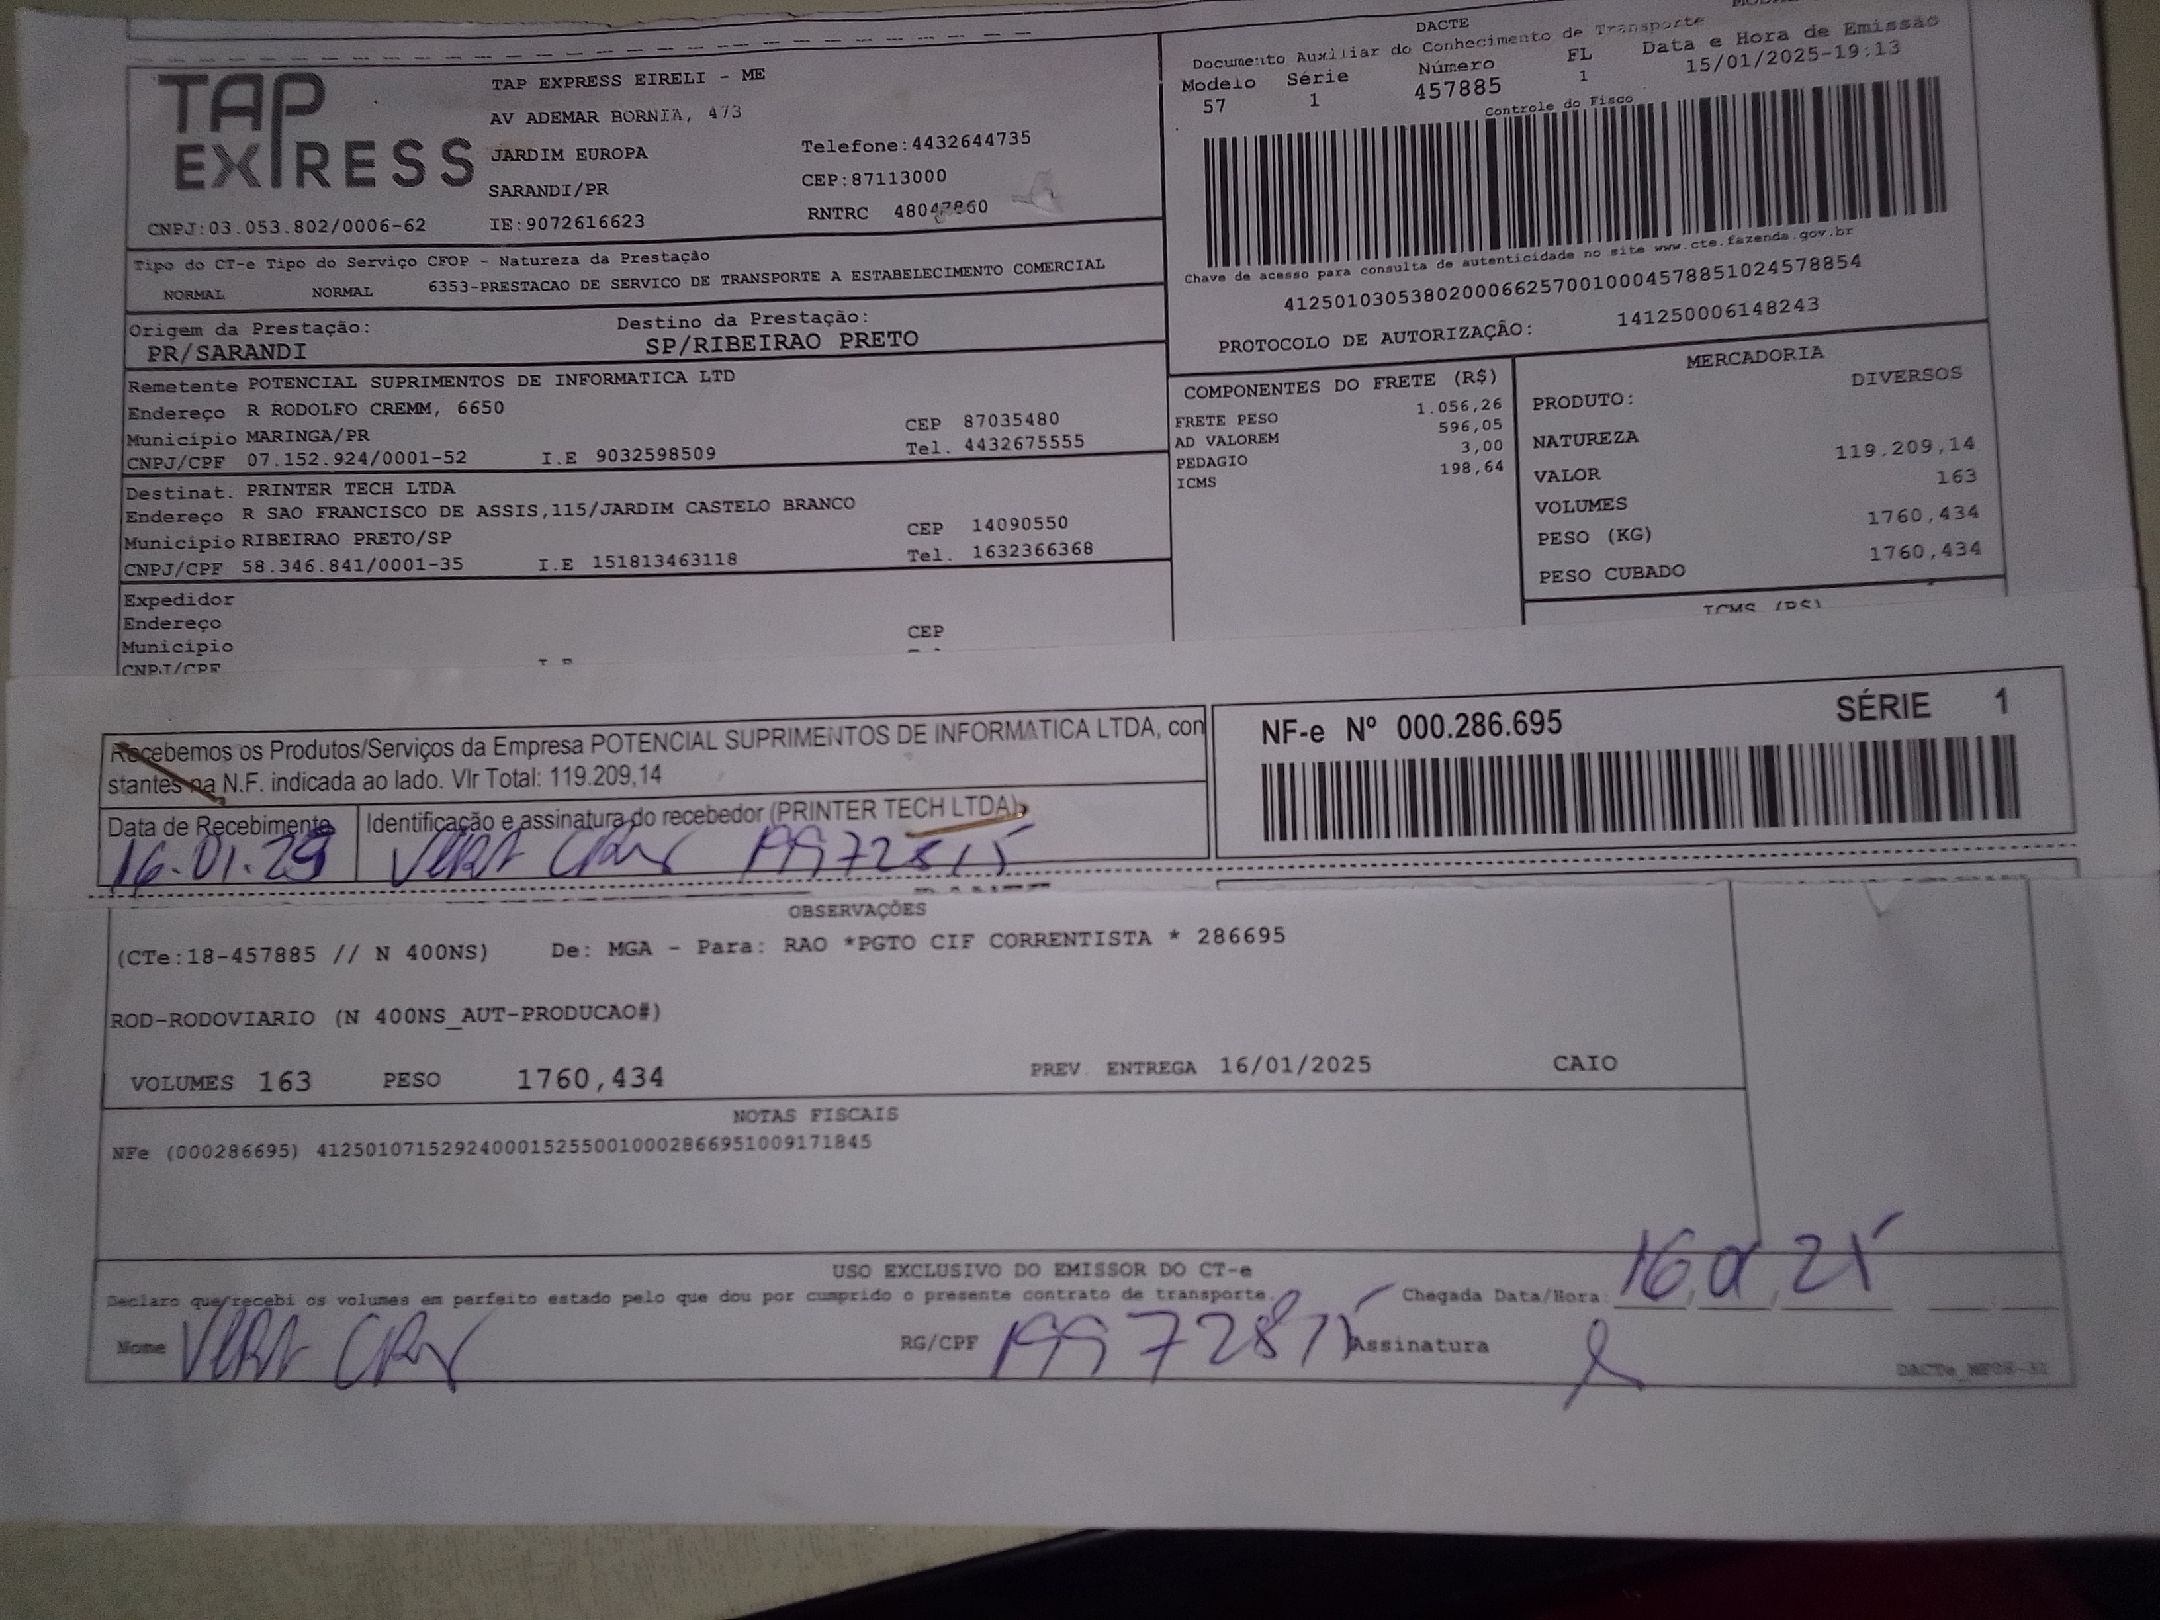 DACTE
Documento Auxiliar do Conhecimento de Transporte
Modelo Série Número FL Data e Hora de Emissão
57 1 457885 1 15/01/2025-19:13
Controle do Fisco
TAP EXPRESS
TAP EXPRESS EIRELI - ME
AV ADEMAR BORNIA, 473
JARDIM EUROPA Telefone:4432644735
SARANDI/PR CEP:87113000
CNPJ:03.053.802/0006-62 IE:9072616623 RNTRC 48047860
Chave de acesso para consulta de autenticidade no site www.cte.fazenda.gov.br
41250103053802000662570010004578851024578854
PROTOCOLO DE AUTORIZAÇÃO: 141250006148243
Tipo do CT-e Tipo do Serviço CFOP - Natureza da Prestação
NORMAL NORMAL 6353-PRESTACAO DE SERVICO DE TRANSPORTE A ESTABELECIMENTO COMERCIAL
Origem da Prestação: Destino da Prestação:
PR/SARANDI SP/RIBEIRAO PRETO
Remetente POTENCIAL SUPRIMENTOS DE INFORMATICA LTD
Endereço R RODOLFO CREMM, 6650 CEP 87035480
Município MARINGA/PR Tel. 4432675555
CNPJ/CPF 07.152.924/0001-52 I.E 9032598509
Destinat. PRINTER TECH LTDA
Endereço R SAO FRANCISCO DE ASSIS,115/JARDIM CASTELO BRANCO CEP 14090550
Município RIBEIRAO PRETO/SP Tel. 1632366368
CNPJ/CPF 58.346.841/0001-35 I.E 151813463118
Expedidor
Endereço
Município CEP
CNPJ/CPF
COMPONENTES DO FRETE (R$)
FRETE PESO 1.056,26
AD VALOREM 596,05
PEDAGIO 3,00
ICMS 198,64
MERCADORIA
PRODUTO: DIVERSOS
NATUREZA
VALOR 119.209,14
VOLUMES 163
PESO (KG) 1760,434
PESO CUBADO 1760,434
ICMS (R$)
Recebemos os Produtos/Serviços da Empresa POTENCIAL SUPRIMENTOS DE INFORMATICA LTDA, con
stantes na N.F. indicada ao lado. Vlr Total: 119.209,14
NF-e Nº 000.286.695 SÉRIE 1
Data de Recebimento Identificação e assinatura do recebedor (PRINTER TECH LTDA)
16.01.25 VERA
OBSERVAÇÕES
(CTe:18-457885 // N 400NS) De: MGA - Para: RAO *PGTO CIF CORRENTISTA * 286695
ROD-RODOVIARIO (N 400NS_AUT-PRODUCAO#)
VOLUMES 163 PESO 1760,434 PREV. ENTREGA 16/01/2025 CAIO
NOTAS FISCAIS
NFe (000286695) 41250107152924000152550010002866951009171845
USO EXCLUSIVO DO EMISSOR DO CT-e
Declaro que recebi os volumes em perfeito estado pelo que dou por cumprido o presente contrato de transporte. Chegada Data/Hora: 16
Nome VERA RG/CPF Assinatura